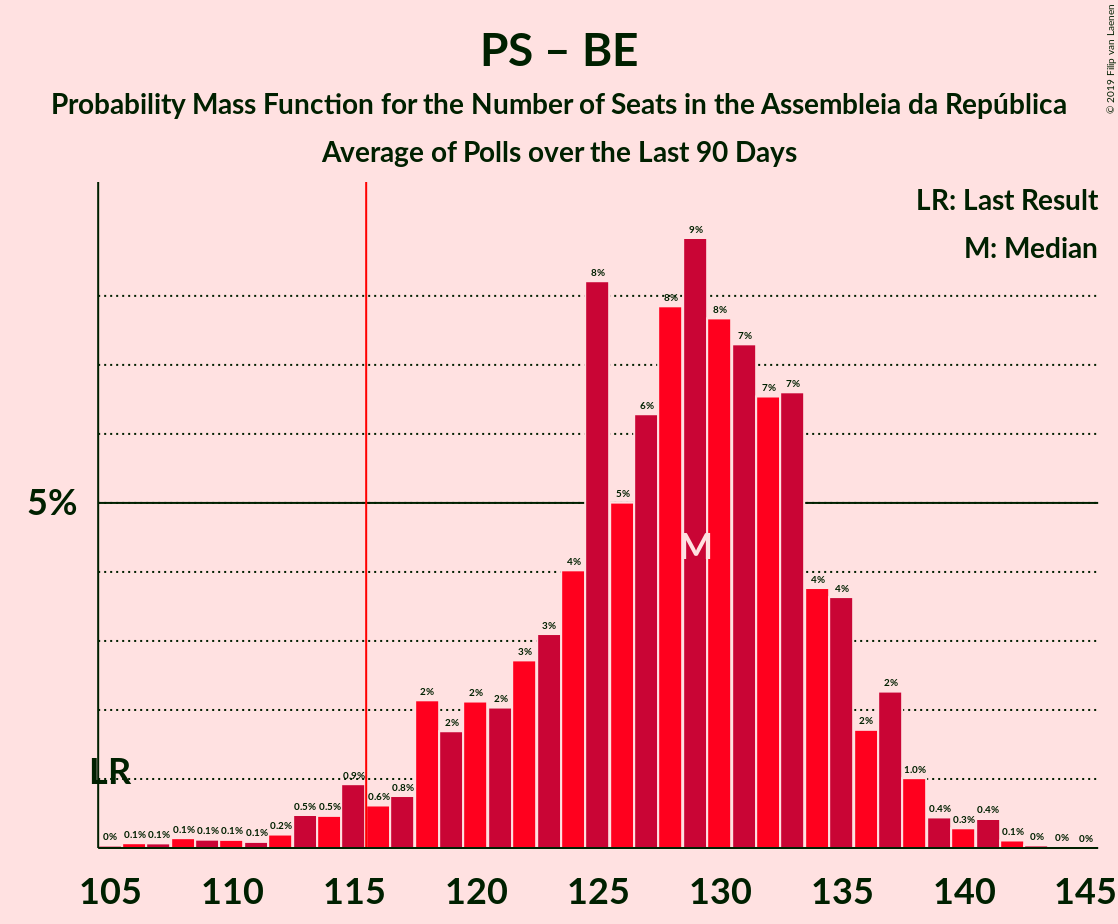 PS – BE
Probability Mass Function for the Number of Seats in the Assembleia da República
Average of Polls over the Last 90 Days
© 2019 Filip van Laenen
LR: Last Result
M: Median
5%
LR
M
0% 0.1% 0.1% 0.1% 0.1% 0.1% 0.1% 0.2% 0.5% 0.5% 0.9% 0.6% 0.8% 2% 2% 2% 2% 3% 3% 4% 8% 5% 6% 8% 9% 8% 7% 7% 7% 4% 4% 2% 2% 1.0% 0.4% 0.3% 0.4% 0.1% 0% 0% 0%
105 110 115 120 125 130 135 140 145